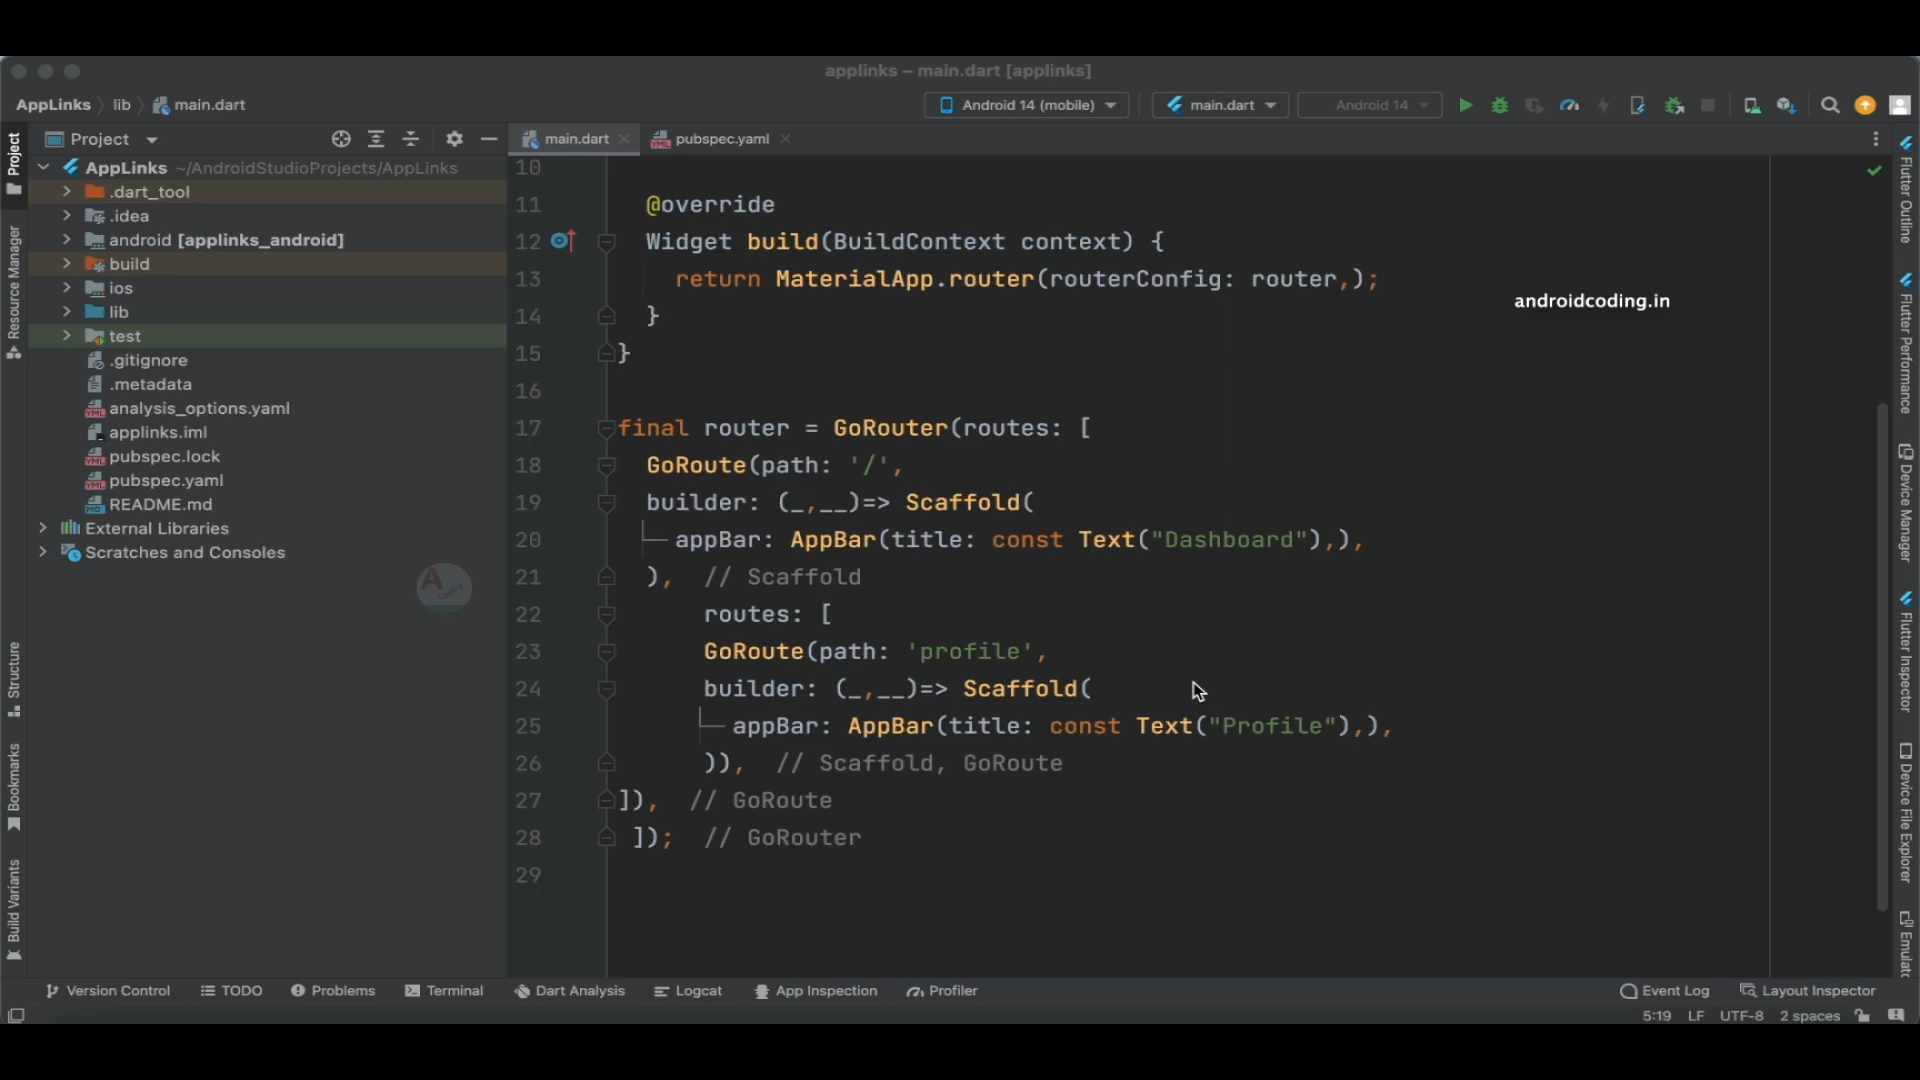 applinks – main.dart [applinks]
AppLinks lib main.dart
Android 14 (mobile) main.dart Android 14
Project
main.dart pubspec.yaml
AppLinks ~/AndroidStudioProjects/AppLinks
.dart_tool
.idea
android [applinks_android]
build
ios
lib
test
.gitignore
.metadata
analysis_options.yaml
applinks.iml
pubspec.lock
pubspec.yaml
README.md
External Libraries
Scratches and Consoles
Project
Resource Manager
Structure
Bookmarks
Build Variants
10
11 @override
12 Widget build(BuildContext context) {
13 return MaterialApp.router(routerConfig: router,);
14 }
15 }
16
17 final router = GoRouter(routes: [
18 GoRoute(path: '/',
19 builder: (_,__)=> Scaffold(
20 appBar: AppBar(title: const Text("Dashboard"),),
21 ), // Scaffold
22 routes: [
23 GoRoute(path: 'profile',
24 builder: (_,__)=> Scaffold(
25 appBar: AppBar(title: const Text("Profile"),),
26 )), // Scaffold, GoRoute
27 ]), // GoRoute
28 ]); // GoRouter
29
androidcoding.in
Flutter Outline
Flutter Performance
Device Manager
Flutter Inspector
Device File Explorer
Version Control TODO Problems Terminal Dart Analysis Logcat App Inspection Profiler Event Log Layout Inspector
5:19 LF UTF-8 2 spaces